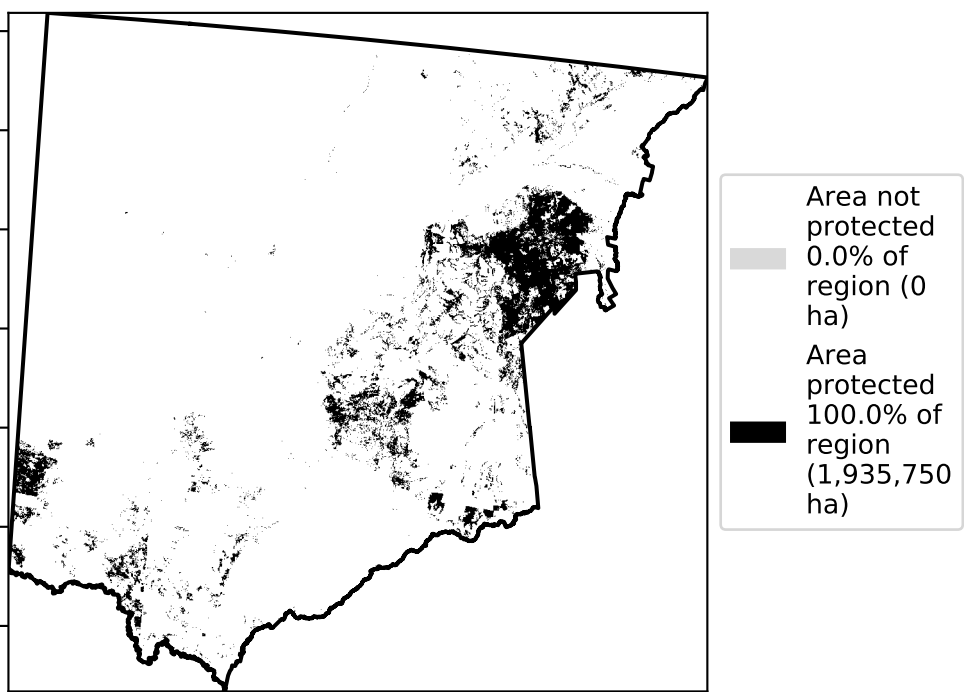 Area not
protected
0.0% of
region (0
ha)
Area
protected
100.0% of
region
(1,935,750
ha)